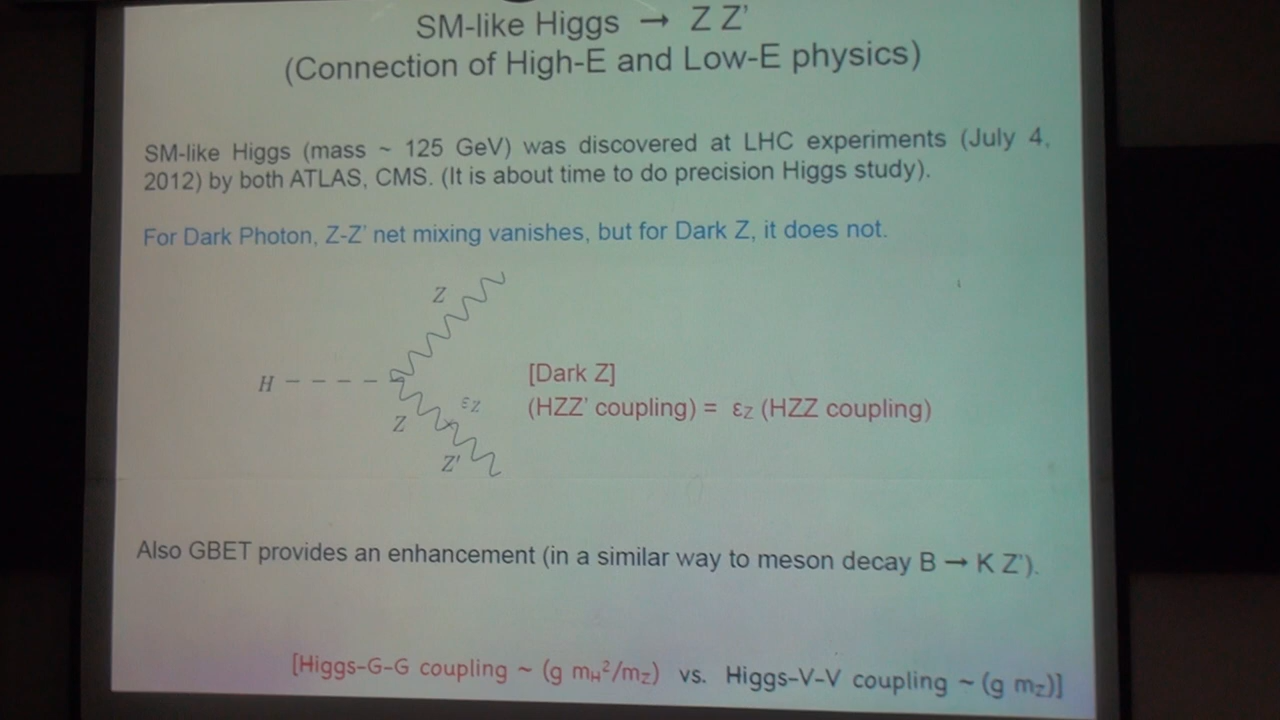 SM-like Higgs → Z Z'
(Connection of High-E and Low-E physics)
SM-like Higgs (mass ~ 125 GeV) was discovered at LHC experiments (July 4,
2012) by both ATLAS, CMS. (It is about time to do precision Higgs study).
For Dark Photon, Z-Z' net mixing vanishes, but for Dark Z, it does not.
Z
H
Z
εZ
Z'
[Dark Z]
(HZZ' coupling) = εZ (HZZ coupling)
Also GBET provides an enhancement (in a similar way to meson decay B → K Z').
[Higgs-G-G coupling ~ (g mH²/mZ) vs. Higgs-V-V coupling ~ (g mZ)]